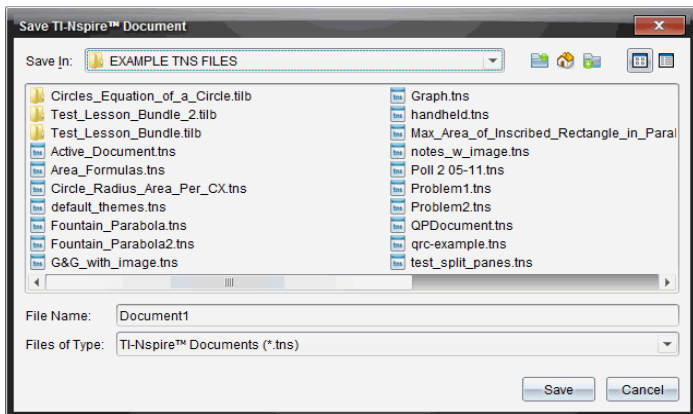 Save TI-Nspire™ Document
Save In: EXAMPLE TNS FILES
Circles_Equation_of_a_Circle.tilb
Test_Lesson_Bundle_2.tilb
Test_Lesson_Bundle.tilb
Active_Document.tns
Area_Formulas.tns
Circle_Radius_Area_Per_CX.tns
default_themes.tns
Fountain_Parabola.tns
Fountain_Parabola2.tns
G&G_with_image.tns
Graph.tns
handheld.tns
Max_Area_of_Inscribed_Rectangle_in_Paral
notes_w_image.tns
Poll 2 05-11.tns
Problem1.tns
Problem2.tns
QPDocument.tns
qrc-example.tns
test_split_panes.tns
File Name: Document1
Files of Type: TI-Nspire™ Documents (*.tns)
Save Cancel